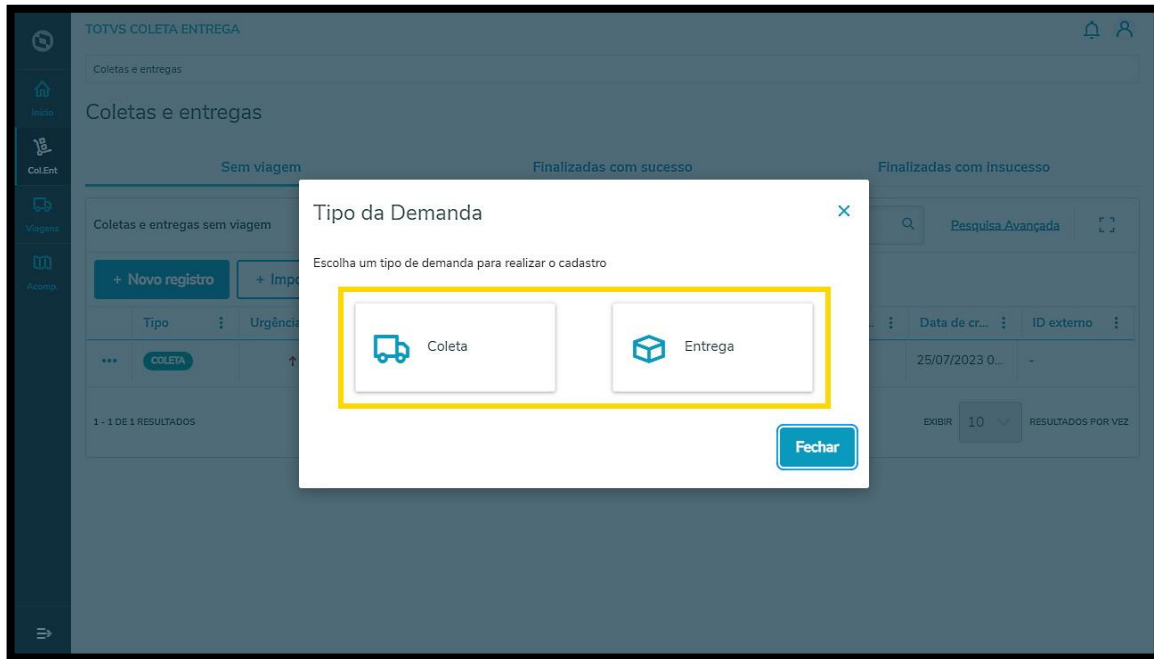 TOTVS COLETA ENTREGA
Coletas e entregas
Início
Coletas e entregas
Col.Ent
Sem viagem
Finalizadas com sucesso
Finalizadas com insucesso
Tipo da Demanda
Viagens
Coletas e entregas sem viagem
Pesquisa Avançada
Escolha um tipo de demanda para realizar o cadastro
Acomp.
+ Novo registro
+ Impo
Tipo
Urgência
Data de cr...
ID externo
Coleta
Entrega
COLETA
25/07/2023 0...
-
1 - 1 DE 1 RESULTADOS
EXIBIR 10 RESULTADOS POR VEZ
Fechar